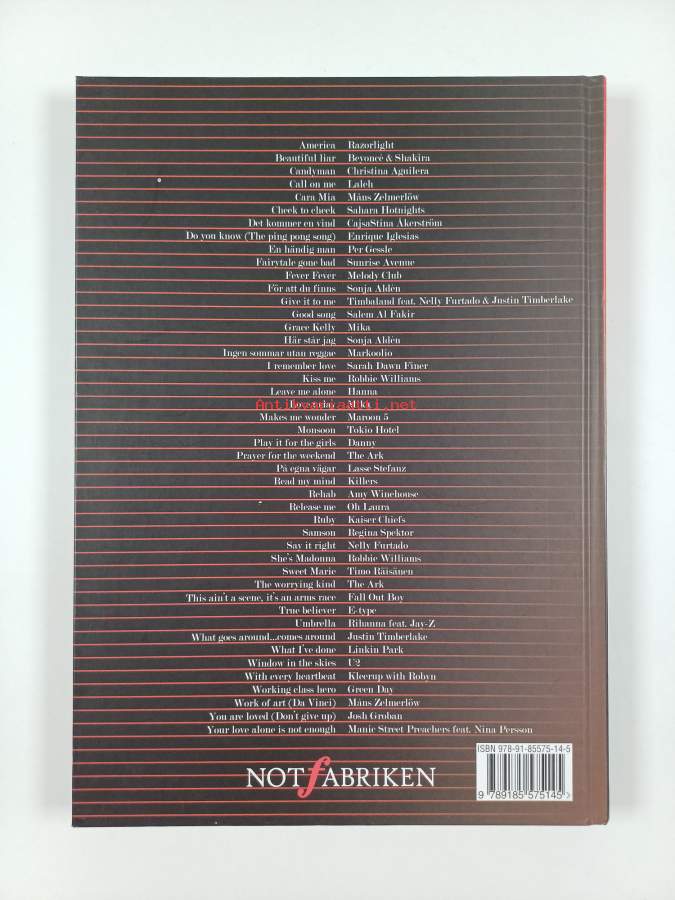 America Razorlight
Beautiful liar Beyoncé & Shakira
Candyman Christina Aguilera
Call on me Laleh
Cara Mia Måns Zelmerlöw
Cheek to cheek Sahara Hotnights
Det kommer en vind CajsaStina Åkerström
Do you know (The ping pong song) Enrique Iglesias
En händig man Per Gessle
Fairytale gone bad Sunrise Avenue
Fever Fever Melody Club
För att du finns Sonja Aldén
Give it to me Timbaland feat. Nelly Furtado & Justin Timberlake
Good song Salem Al Fakir
Grace Kelly Mika
Här står jag Sonja Aldén
Ingen sommar utan reggae Markoolio
I remember love Sarah Dawn Finer
Kiss me Robbie Williams
Leave me alone Hanna
Antikvariaatti.net
Makes me wonder Maroon 5
Monsoon Tokio Hotel
Play it for the girls Danny
Prayer for the weekend The Ark
På egna vägar Lasse Stefanz
Read my mind Killers
Rehab Amy Winehouse
Release me Oh Laura
Ruby Kaiser Chiefs
Samson Regina Spektor
Say it right Nelly Furtado
She's Madonna Robbie Williams
Sweet Marie Timo Räisänen
The worrying kind The Ark
This ain't a scene, it's an arms race Fall Out Boy
True believer E-type
Umbrella Rihanna feat. Jay-Z
What goes around...comes around Justin Timberlake
What I've done Linkin Park
Window in the skies U2
With every heartbeat Kleerup with Robyn
Working class hero Green Day
Work of art (Da Vinci) Måns Zelmerlöw
You are loved (Don't give up) Josh Groban
Your love alone is not enough Manic Street Preachers feat. Nina Persson
ISBN 978-91-85575-14-5
NOTfABRIKEN
9 789185 575145 >